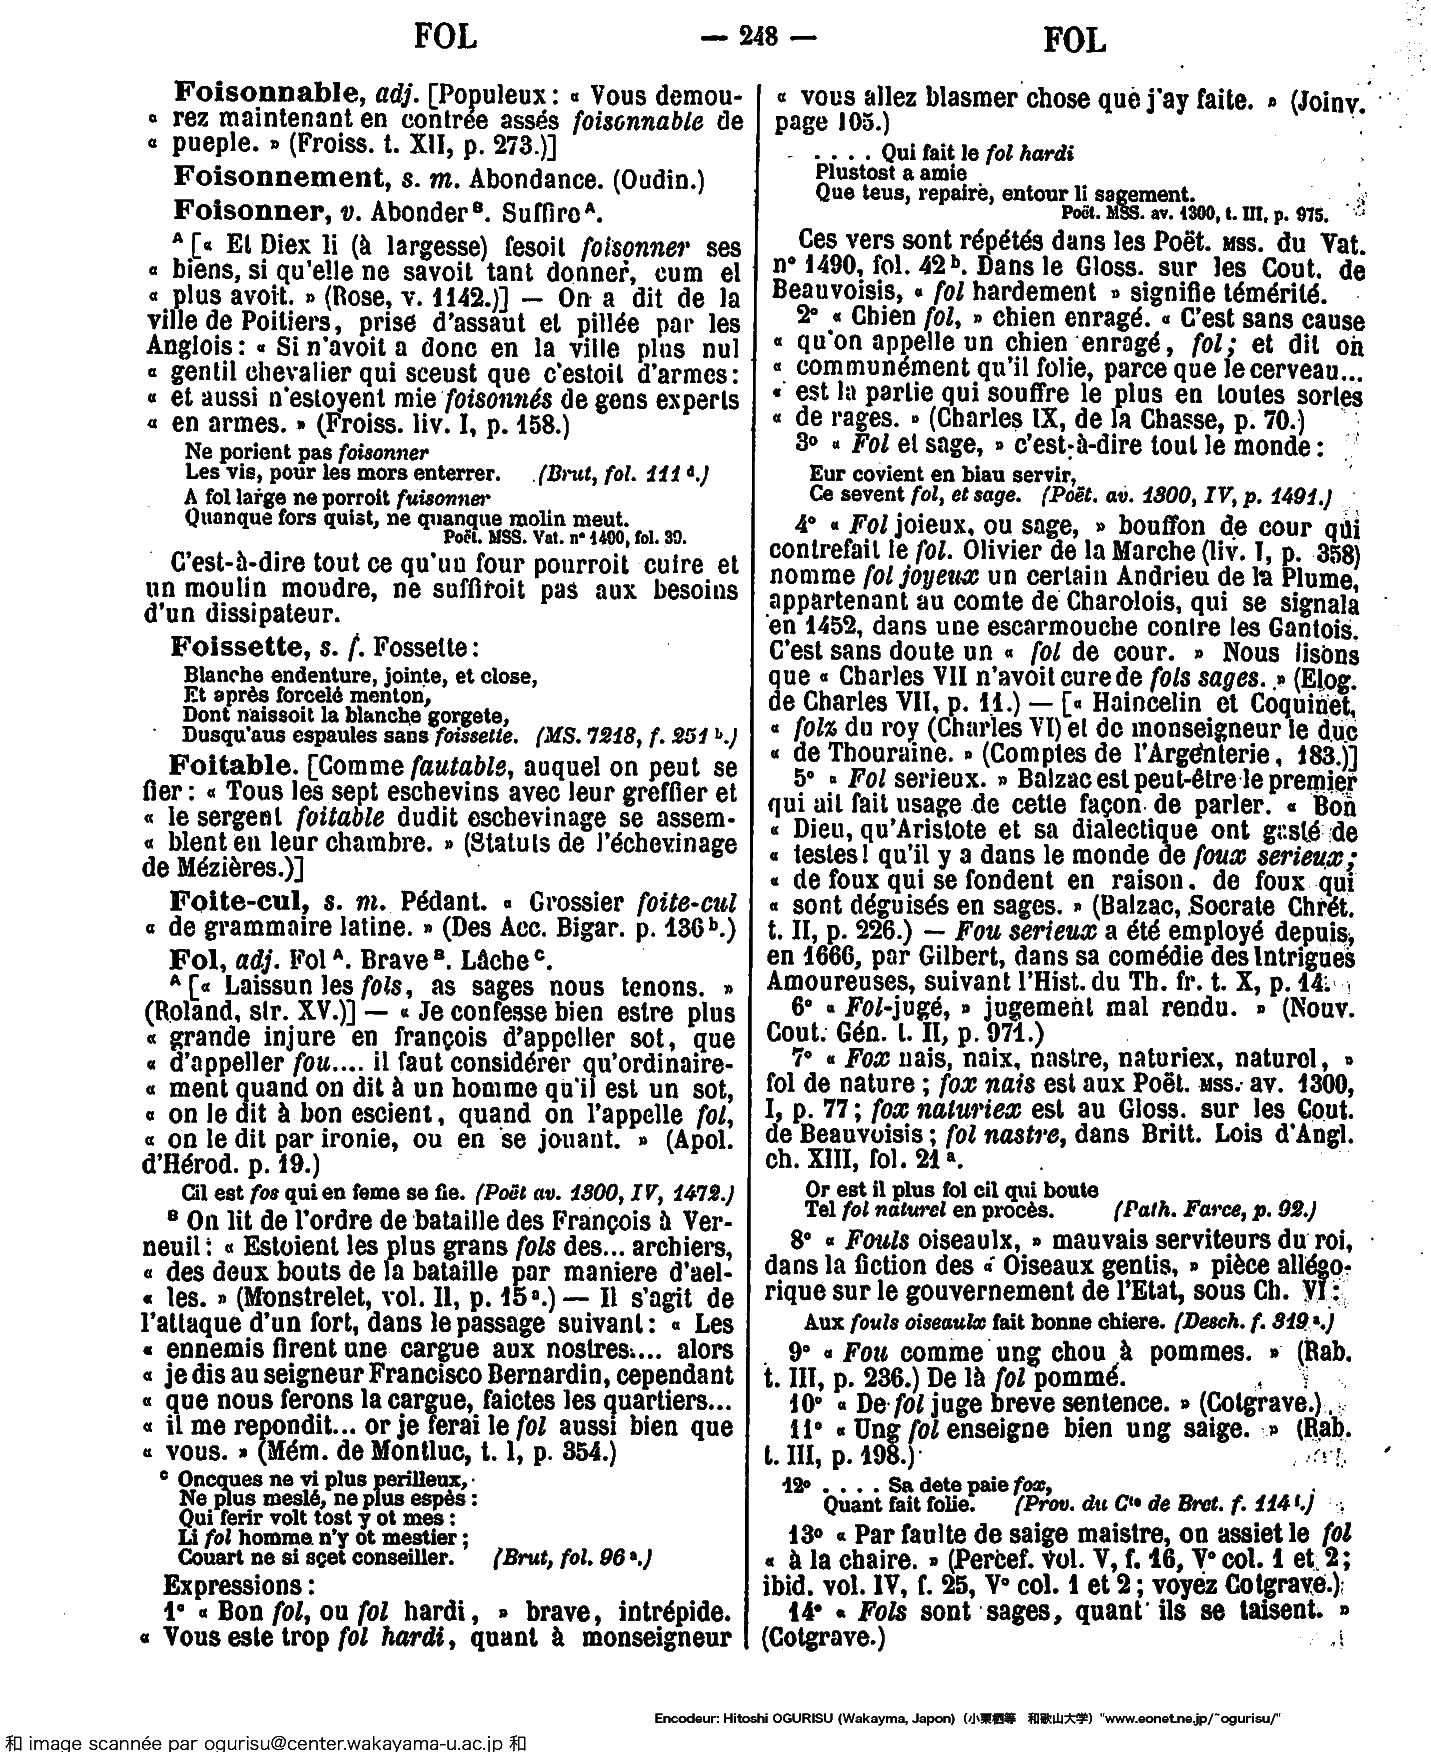 FOL — 248 — FOL
Foisonnable, adj. [Populeux : « Vous demou-
« rez maintenant en contrée assés foisonnable de
« pueple. » (Froiss. t. XII, p. 273.)]
Foisonnement, s. m. Abondance. (Oudin.)
Foisonner, v. Abonder B. Suffire A.
A [« Et Diex li (à largesse) fesoit foisonner ses
« biens, si qu'elle ne savoit tant donner, cum el
« plus avoit. » (Rose, v. 1142.)] — On a dit de la
ville de Poitiers, prise d'assaut et pillée par les
Anglois : « Si n'avoit a donc en la ville plus nul
« gentil chevalier qui sceust que c'estoit d'armes :
« et aussi n'estoyent mie foisonnés de gens experts
« en armes. » (Froiss. liv. I, p. 158.)
Ne porient pas foisonner
Les vis, pour les mors enterrer. (Brut, fol. 111 d.)
A fol large ne porroit fuisonner
Quanque fors quist, ne quanque molin meut.
Poët. MSS. Vat. n° 1490, fol. 39.
C'est-à-dire tout ce qu'un four pourroit cuire et
un moulin moudre, ne suffiroit pas aux besoins
d'un dissipateur.
Foissette, s. f. Fossette :
Blanche endenture, jointe, et close,
Et après forcelé menton,
Dont naissoit la blanche gorgete,
Dusqu'aus espaules sans foissette. (MS. 7218, f. 251 b.)
Foitable. [Comme fautable, auquel on peut se
fier : « Tous les sept eschevins avec leur greffier et
« le sergent foitable dudit eschevinage se assem-
« blent en leur chambre. » (Statuts de l'échevinage
de Mézières.)]
Foite-cul, s. m. Pédant. « Grossier foite-cul
« de grammaire latine. » (Des Acc. Bigar. p. 136 b.)
Fol, adj. Fol A. Brave B. Lâche C.
A [« Laissun les fols, as sages nous tenons. »
(Roland, str. XV.)] — « Je confesse bien estre plus
« grande injure en françois d'appeller sot, que
« d'appeller fou.... il faut considérer qu'ordinaire-
« ment quand on dit à un homme qu'il est un sot,
« on le dit à bon escient, quand on l'appelle fol,
« on le dit par ironie, ou en se jouant. » (Apol.
d'Hérod. p. 19.)
Cil est fos qui en feme se fie. (Poët av. 1300, IV, 1472.)
B On lit de l'ordre de bataille des François à Ver-
neuil : « Estoient les plus grans fols des... archiers,
« des deux bouts de la bataille par maniere d'ael-
« les. » (Monstrelet, vol. II, p. 15 a.) — Il s'agit de
l'attaque d'un fort, dans le passage suivant : « Les
« ennemis firent une cargue aux nostres.... alors
« je dis au seigneur Francisco Bernardin, cependant
« que nous ferons la cargue, faictes les quartiers...
« il me repondit... or je ferai le fol aussi bien que
« vous. » (Mém. de Montluc, t. I, p. 354.)
C Oncques ne vi plus perilleux,
Ne plus meslé, ne plus espès :
Qui ferir volt tost y ot mes :
Li fol homme n'y ot mestier ;
Couart ne si sçet conseiller. (Brut, fol. 96 a.)
Expressions :
1° « Bon fol, ou fol hardi, » brave, intrépide.
« Vous este trop fol hardi, quant à monseigneur
« vous allez blasmer chose que j'ay faite. » (Joinv.
page 105.)
. . . . Qui fait le fol hardi
Plustost a amie
Que teus, repaire, entour li sagement.
Poët. MSS. av. 1300, t. III, p. 975.
Ces vers sont répétés dans les Poët. MSS. du Vat.
n° 1490, fol. 42 b. Dans le Gloss. sur les Cout. de
Beauvoisis, « fol hardement » signifie témérité.
2° « Chien fol, » chien enragé. « C'est sans cause
« qu'on appelle un chien enragé, fol ; et dit on
« communément qu'il folie, parce que le cerveau...
« est la partie qui souffre le plus en toutes sortes
« de rages. » (Charles IX, de la Chasse, p. 70.)
3° « Fol et sage, » c'est-à-dire tout le monde :
Eur covient en biau servir,
Ce sevent fol, et sage. (Poët. av. 1300, IV, p. 1491.)
4° « Fol joieux, ou sage, » bouffon de cour qui
contrefait le fol. Olivier de la Marche (liv. I, p. 358)
nomme fol joyeux un certain Andrieu de la Plume,
appartenant au comte de Charolois, qui se signala
en 1452, dans une escarmouche contre les Gantois.
C'est sans doute un « fol de cour. » Nous lisons
que « Charles VII n'avoit cure de fols sages. » (Elog.
de Charles VII, p. 11.) — [« Haincelin et Coquinet,
« folz du roy (Charles VI) et de monseigneur le duc
« de Thouraine. » (Comptes de l'Argenterie, 183.)]
5° « Fol serieux. » Balzac est peut-être le premier
qui ait fait usage de cette façon de parler. « Bon
« Dieu, qu'Aristote et sa dialectique ont gasté de
« testes ! qu'il y a dans le monde de foux serieux ;
« de foux qui se fondent en raison, de foux qui
« sont déguisés en sages. » (Balzac, Socrate Chrét.
t. II, p. 226.) — Fou serieux a été employé depuis,
en 1666, par Gilbert, dans sa comédie des Intrigues
Amoureuses, suivant l'Hist. du Th. fr. t. X, p. 14.
6° « Fol-jugé, » jugement mal rendu. » (Nouv.
Cout. Gén. t. II, p. 971.)
7° « Fox nais, naix, nastre, naturiex, naturel, »
fol de nature ; fox nais est aux Poët. MSS. av. 1300,
I, p. 77 ; fox naturiex est au Gloss. sur les Cout.
de Beauvoisis ; fol nastre, dans Britt. Lois d'Angl.
ch. XIII, fol. 21 a.
Or est il plus fol cil qui boute
Tel fol naturel en procès. (Path. Farce, p. 92.)
8° « Fouls oiseaulx, » mauvais serviteurs du roi,
dans la fiction des « Oiseaux gentis, » pièce allégo-
rique sur le gouvernement de l'Etat, sous Ch. VI :
Aux fouls oiseaulx fait bonne chiere. (Desch. f. 319 a.)
9° « Fou comme ung chou à pommes. » (Rab.
t. III, p. 236.) De là fol pommé.
10° « De fol juge breve sentence. » (Cotgrave.)
11° « Ung fol enseigne bien ung saige. » (Rab.
t. III, p. 198.)
12° . . . . Sa dete paie fox,
Quant fait folie. (Prov. du Cte de Bret. f. 114 f.)
13° « Par faulte de saige maistre, on assiet le fol
« à la chaire. » (Percef. vol. V, f. 16, V° col. 1 et 2 ;
ibid. vol. IV, f. 25, V° col. 1 et 2 ; voyez Cotgrave.)
14° « Fols sont sages, quant ils se taisent. »
(Cotgrave.)
Encodeur: Hitoshi OGURISU (Wakayma, Japon) (小栗栖等 和歌山大学) "www.eonet.ne.jp/~ogurisu/"
和 image scannée par ogurisu@center.wakayama-u.ac.jp 和